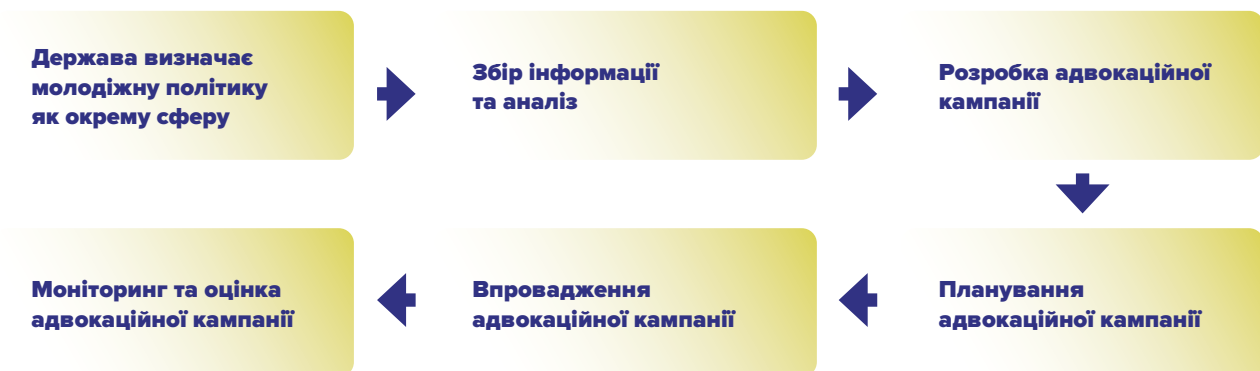 Держава визначає
молодіжну політику
як окрему сферу
Збір інформації
та аналіз
Розробка адвокаційної
кампанії
Планування
адвокаційної кампанії
Впровадження
адвокаційної кампанії
Моніторинг та оцінка
адвокаційної кампанії